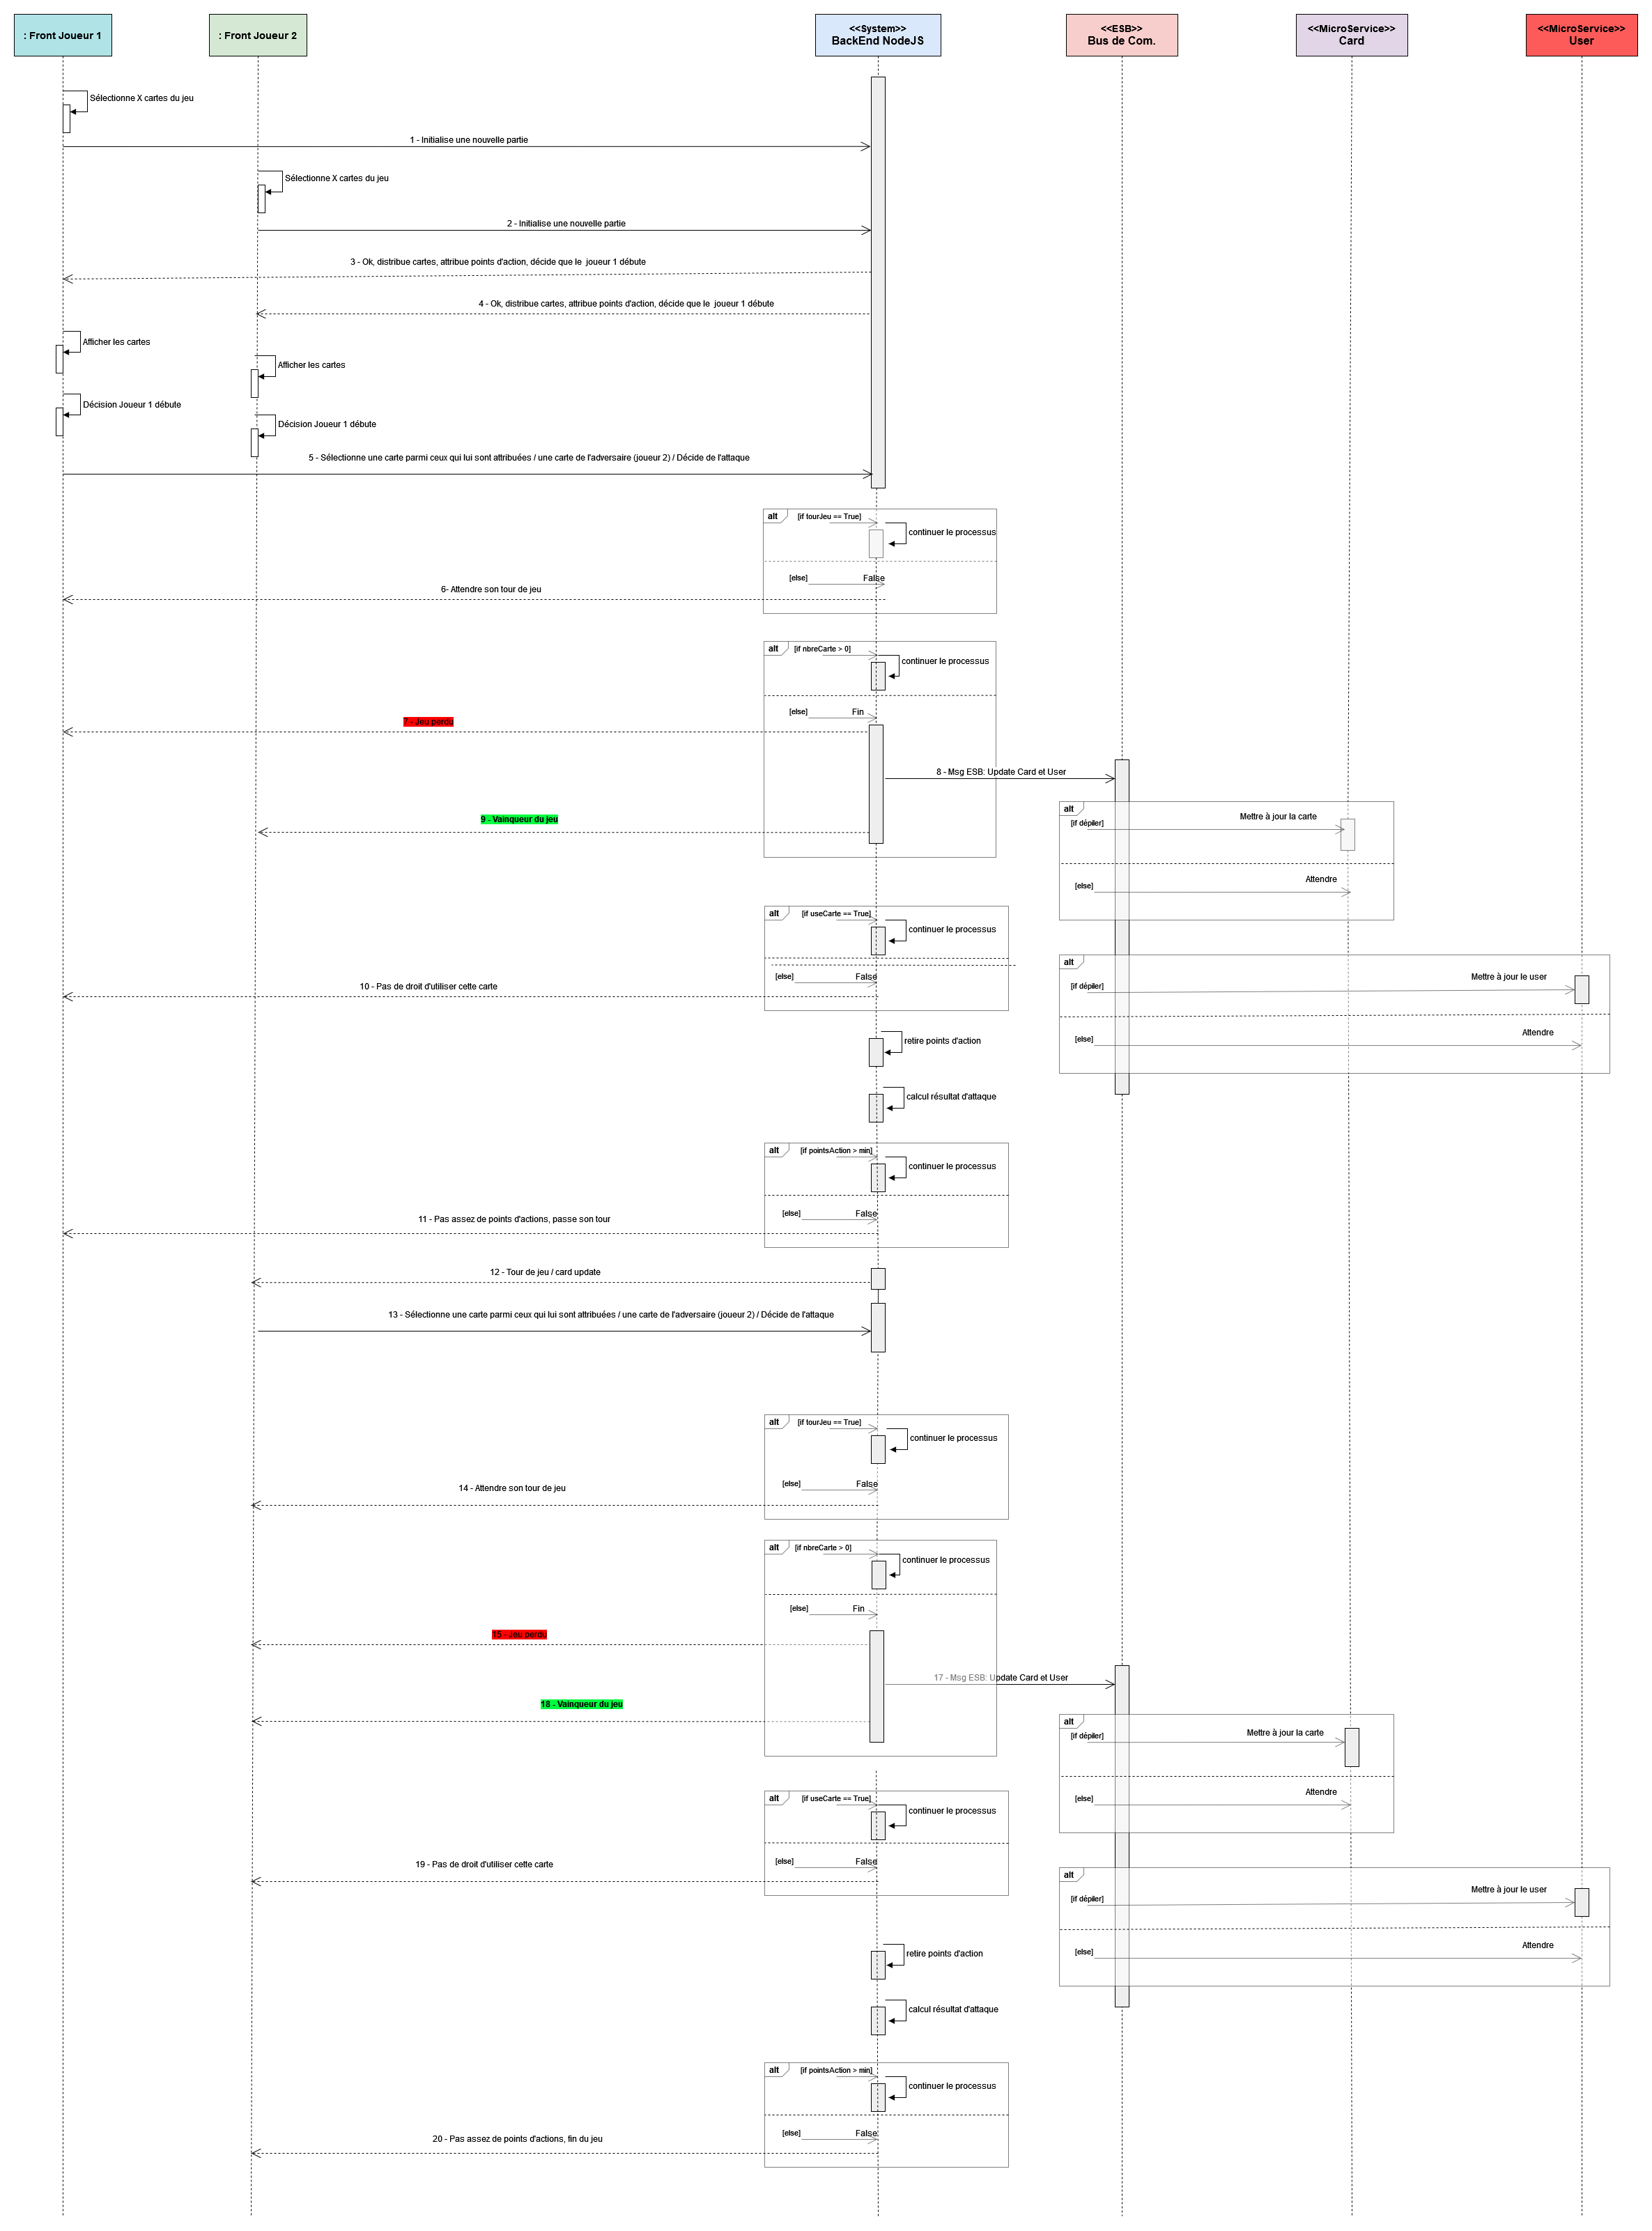 : Front Joueur 1
: Front Joueur 2
<<System>>
BackEnd NodeJS
<<ESB>>
Bus de Com.
<<MicroService>>
Card
<<MicroService>>
User
Sélectionne X cartes du jeu
1 - Initialise une nouvelle partie
Sélectionne X cartes du jeu
2 - Initialise une nouvelle partie
3 - Ok, distribue cartes, attribue points d'action, décide que le joueur 1 débute
4 - Ok, distribue cartes, attribue points d'action, décide que le joueur 1 débute
Afficher les cartes
Afficher les cartes
Décision Joueur 1 débute
Décision Joueur 1 débute
5 - Sélectionne une carte parmi ceux qui lui sont attribuées / une carte de l'adversaire (joueur 2) / Décide de l'attaque
alt
[if tourJeu == True]
continuer le processus
[else]
False
6- Attendre son tour de jeu
alt
[if nbreCarte > 0]
continuer le processus
[else]
Fin
7 - Jeu perdu
8 - Msg ESB: Update Card et User
9 - Vainqueur du jeu
alt
[if dépiler]
Mettre à jour la carte
[else]
Attendre
alt
[if useCarte == True]
continuer le processus
[else]
False
10 - Pas de droit d'utiliser cette carte
alt
[if dépiler]
Mettre à jour le user
[else]
Attendre
retire points d'action
calcul résultat d'attaque
alt
[if pointsAction > min]
continuer le processus
[else]
False
11 - Pas assez de points d'actions, passe son tour
12 - Tour de jeu / card update
13 - Sélectionne une carte parmi ceux qui lui sont attribuées / une carte de l'adversaire (joueur 2) / Décide de l'attaque
alt
[if tourJeu == True]
continuer le processus
[else]
False
14 - Attendre son tour de jeu
alt
[if nbreCarte > 0]
continuer le processus
[else]
Fin
15 - Jeu perdu
17 - Msg ESB: Update Card et User
18 - Vainqueur du jeu
alt
[if dépiler]
Mettre à jour la carte
[else]
Attendre
alt
[if useCarte == True]
continuer le processus
[else]
False
19 - Pas de droit d'utiliser cette carte
alt
[if dépiler]
Mettre à jour le user
[else]
Attendre
retire points d'action
calcul résultat d'attaque
alt
[if pointsAction > min]
continuer le processus
[else]
False
20 - Pas assez de points d'actions, fin du jeu